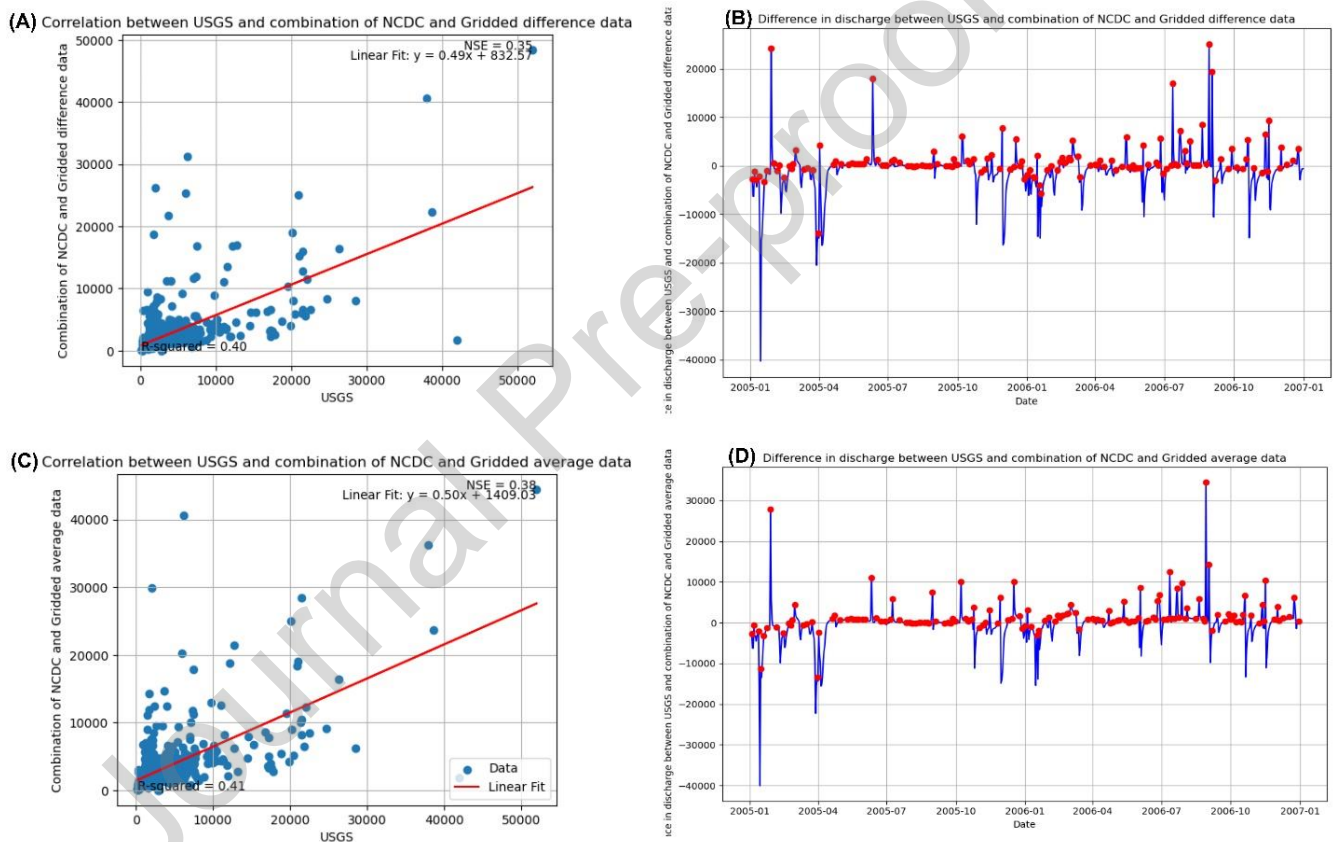 (A) Correlation between USGS and combination of NCDC and Gridded difference data
NSE = 0.35
Linear Fit: y = 0.49x + 832.57
Combination of NCDC and Gridded difference data
50000
40000
30000
20000
10000
0
R-squared = 0.40
0 10000 20000 30000 40000 50000
USGS
(B) Difference in discharge between USGS and combination of NCDC and Gridded difference data
ce in discharge between USGS and combination of NCDC and Gridded difference data
20000
10000
0
−10000
−20000
−30000
−40000
2005-01 2005-04 2005-07 2005-10 2006-01 2006-04 2006-07 2006-10 2007-01
Date
(C) Correlation between USGS and combination of NCDC and Gridded average data
NSE = 0.38
Linear Fit: y = 0.50x + 1409.03
Combination of NCDC and Gridded average data
40000
30000
20000
10000
0
R-squared = 0.41
Data
Linear Fit
0 10000 20000 30000 40000 50000
USGS
(D) Difference in discharge between USGS and combination of NCDC and Gridded average data
ice in discharge between USGS and combination of NCDC and Gridded average data
30000
20000
10000
0
−10000
−20000
−30000
−40000
2005-01 2005-04 2005-07 2005-10 2006-01 2006-04 2006-07 2006-10 2007-01
Date
Journal Pre-proof